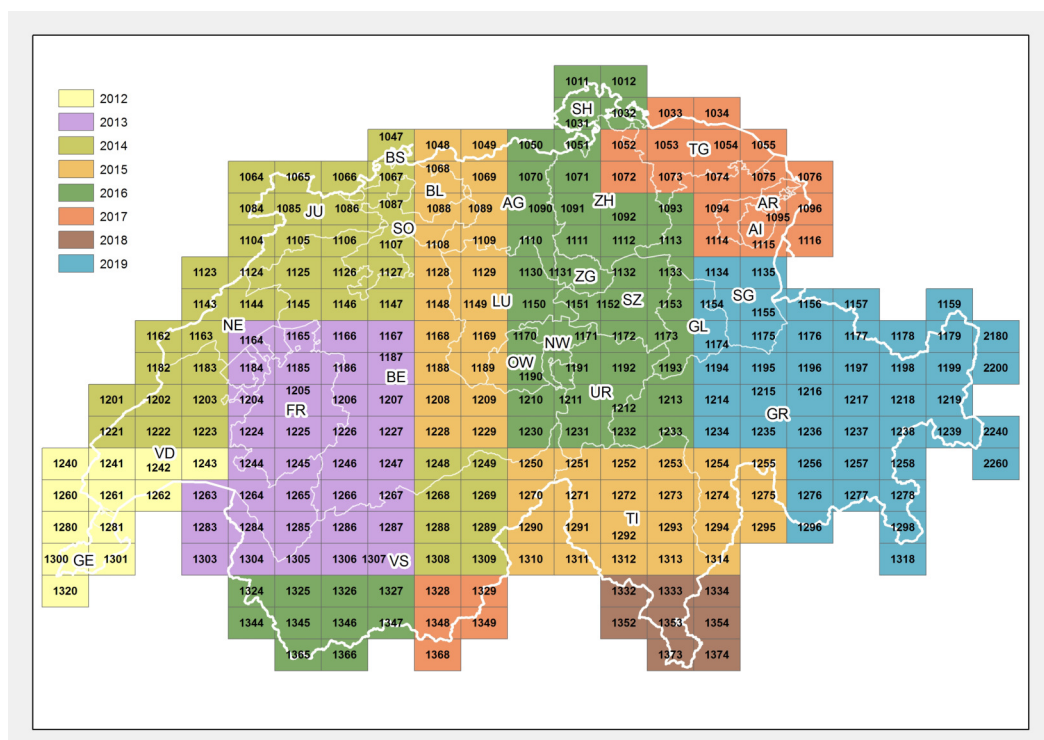 2012
2013
2014
2015
2016
2017
2018
2019
1011 1012
SH
1031 1032 1033 1034
1047 1048 1049 1050 1051 1052 1053 1054 1055
BS TG
1064 1065 1066 1067 1068 1069 1070 1071 1072 1073 1074 1075 1076
BL
1084 1085 JU 1086 1087 1088 1089 AG 1090 1091 ZH 1092 1093 1094 AR 1095 1096
SO AI
1104 1105 1106 1107 1108 1109 1110 1111 1112 1113 1114 1115 1116
1123 1124 1125 1126 1127 1128 1129 1130 1131 ZG 1132 1133 1134 1135
1143 1144 1145 1146 1147 1148 1149 LU 1150 1151 1152 SZ 1153 1154 SG 1155 1156 1157 1159
NE GL
1162 1163 1164 1165 1166 1167 1168 1169 1170 NW 1171 1172 1173 1174 1175 1176 1177 1178 1179 2180
1182 1183 1184 1185 1186 1187 BE 1188 1189 OW 1190 1191 1192 1193 1194 1195 1196 1197 1198 1199 2200
1201 1202 1203 1204 1205 FR 1206 1207 1208 1209 1210 1211 UR 1212 1213 1214 1215 GR 1216 1217 1218 1219
1221 1222 1223 1224 1225 1226 1227 1228 1229 1230 1231 1232 1233 1234 1235 1236 1237 1238 1239 2240
VD
1240 1241 1242 1243 1244 1245 1246 1247 1248 1249 1250 1251 1252 1253 1254 1255 1256 1257 1258 2260
1260 1261 1262 1263 1264 1265 1266 1267 1268 1269 1270 1271 1272 1273 1274 1275 1276 1277 1278
TI
1280 1281 1283 1284 1285 1286 1287 1288 1289 1290 1291 1292 1293 1294 1295 1296 1298
1300 GE 1301 1303 1304 1305 1306 1307 VS 1308 1309 1310 1311 1312 1313 1314 1318
1320 1324 1325 1326 1327 1328 1329 1332 1333 1334
1344 1345 1346 1347 1348 1349 1352 1353 1354
1365 1366 1368 1373 1374